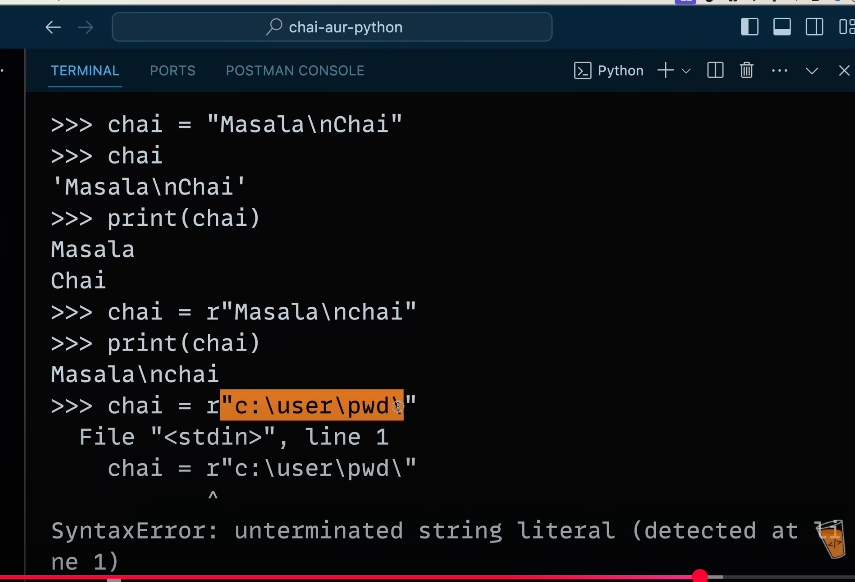 chai-aur-python
TERMINAL PORTS POSTMAN CONSOLE Python
>>> chai = "Masala\nChai"
>>> chai
'Masala\nChai'
>>> print(chai)
Masala
Chai
>>> chai = r"Masala\nchai"
>>> print(chai)
Masala\nchai
>>> chai = r"c:\user\pwd\"
File "<stdin>", line 1
chai = r"c:\user\pwd\"
^
SyntaxError: unterminated string literal (detected at li
ne 1)